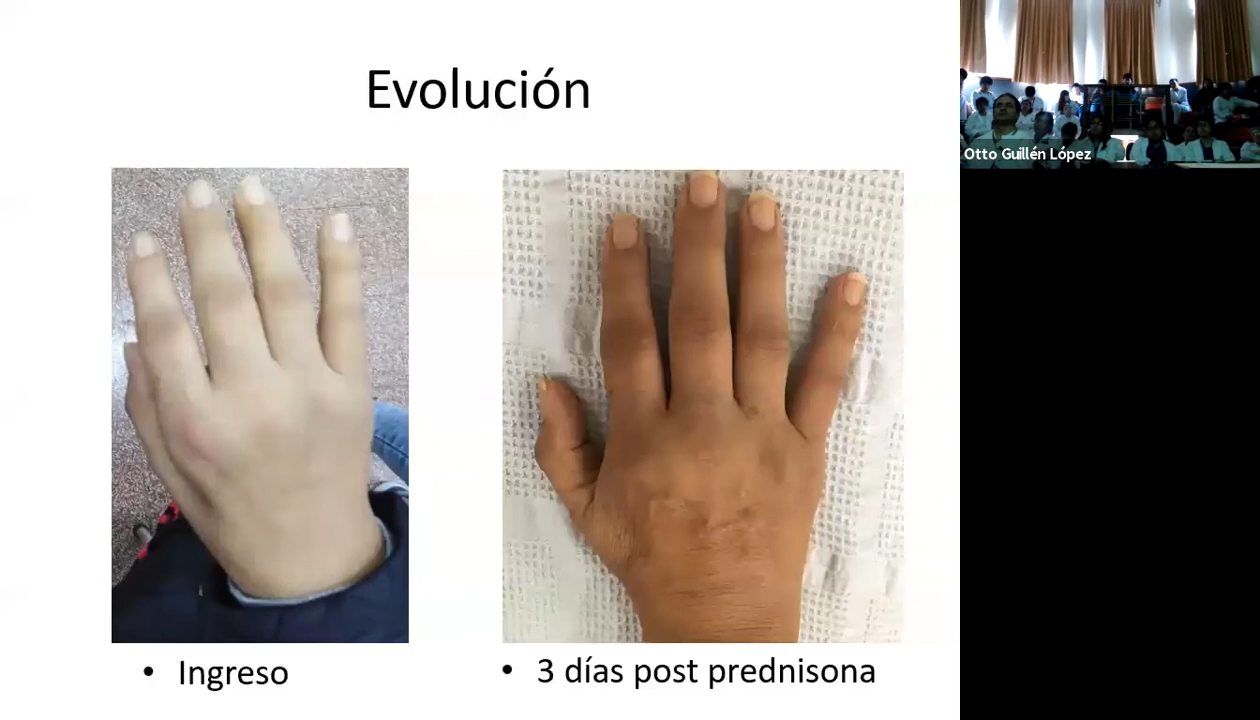 Evolución
Otto Guillén López
• Ingreso
• 3 días post prednisona